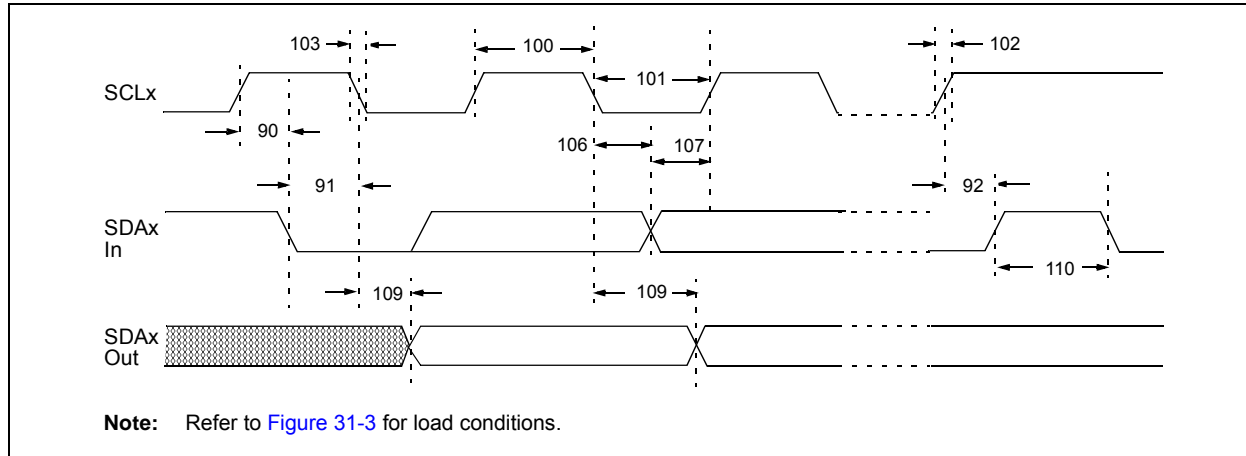 103
100
102
SCLx
101
90
106
107
91
92
SDAx
In
110
109
109
SDAx
Out
Note: Refer to Figure 31-3 for load conditions.